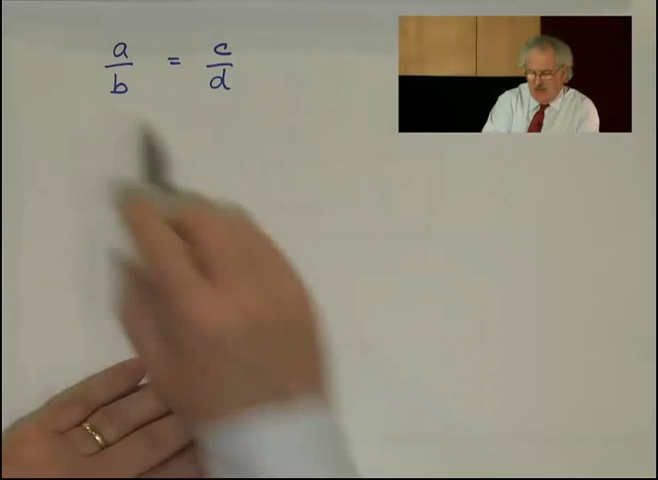 a/b = c/d